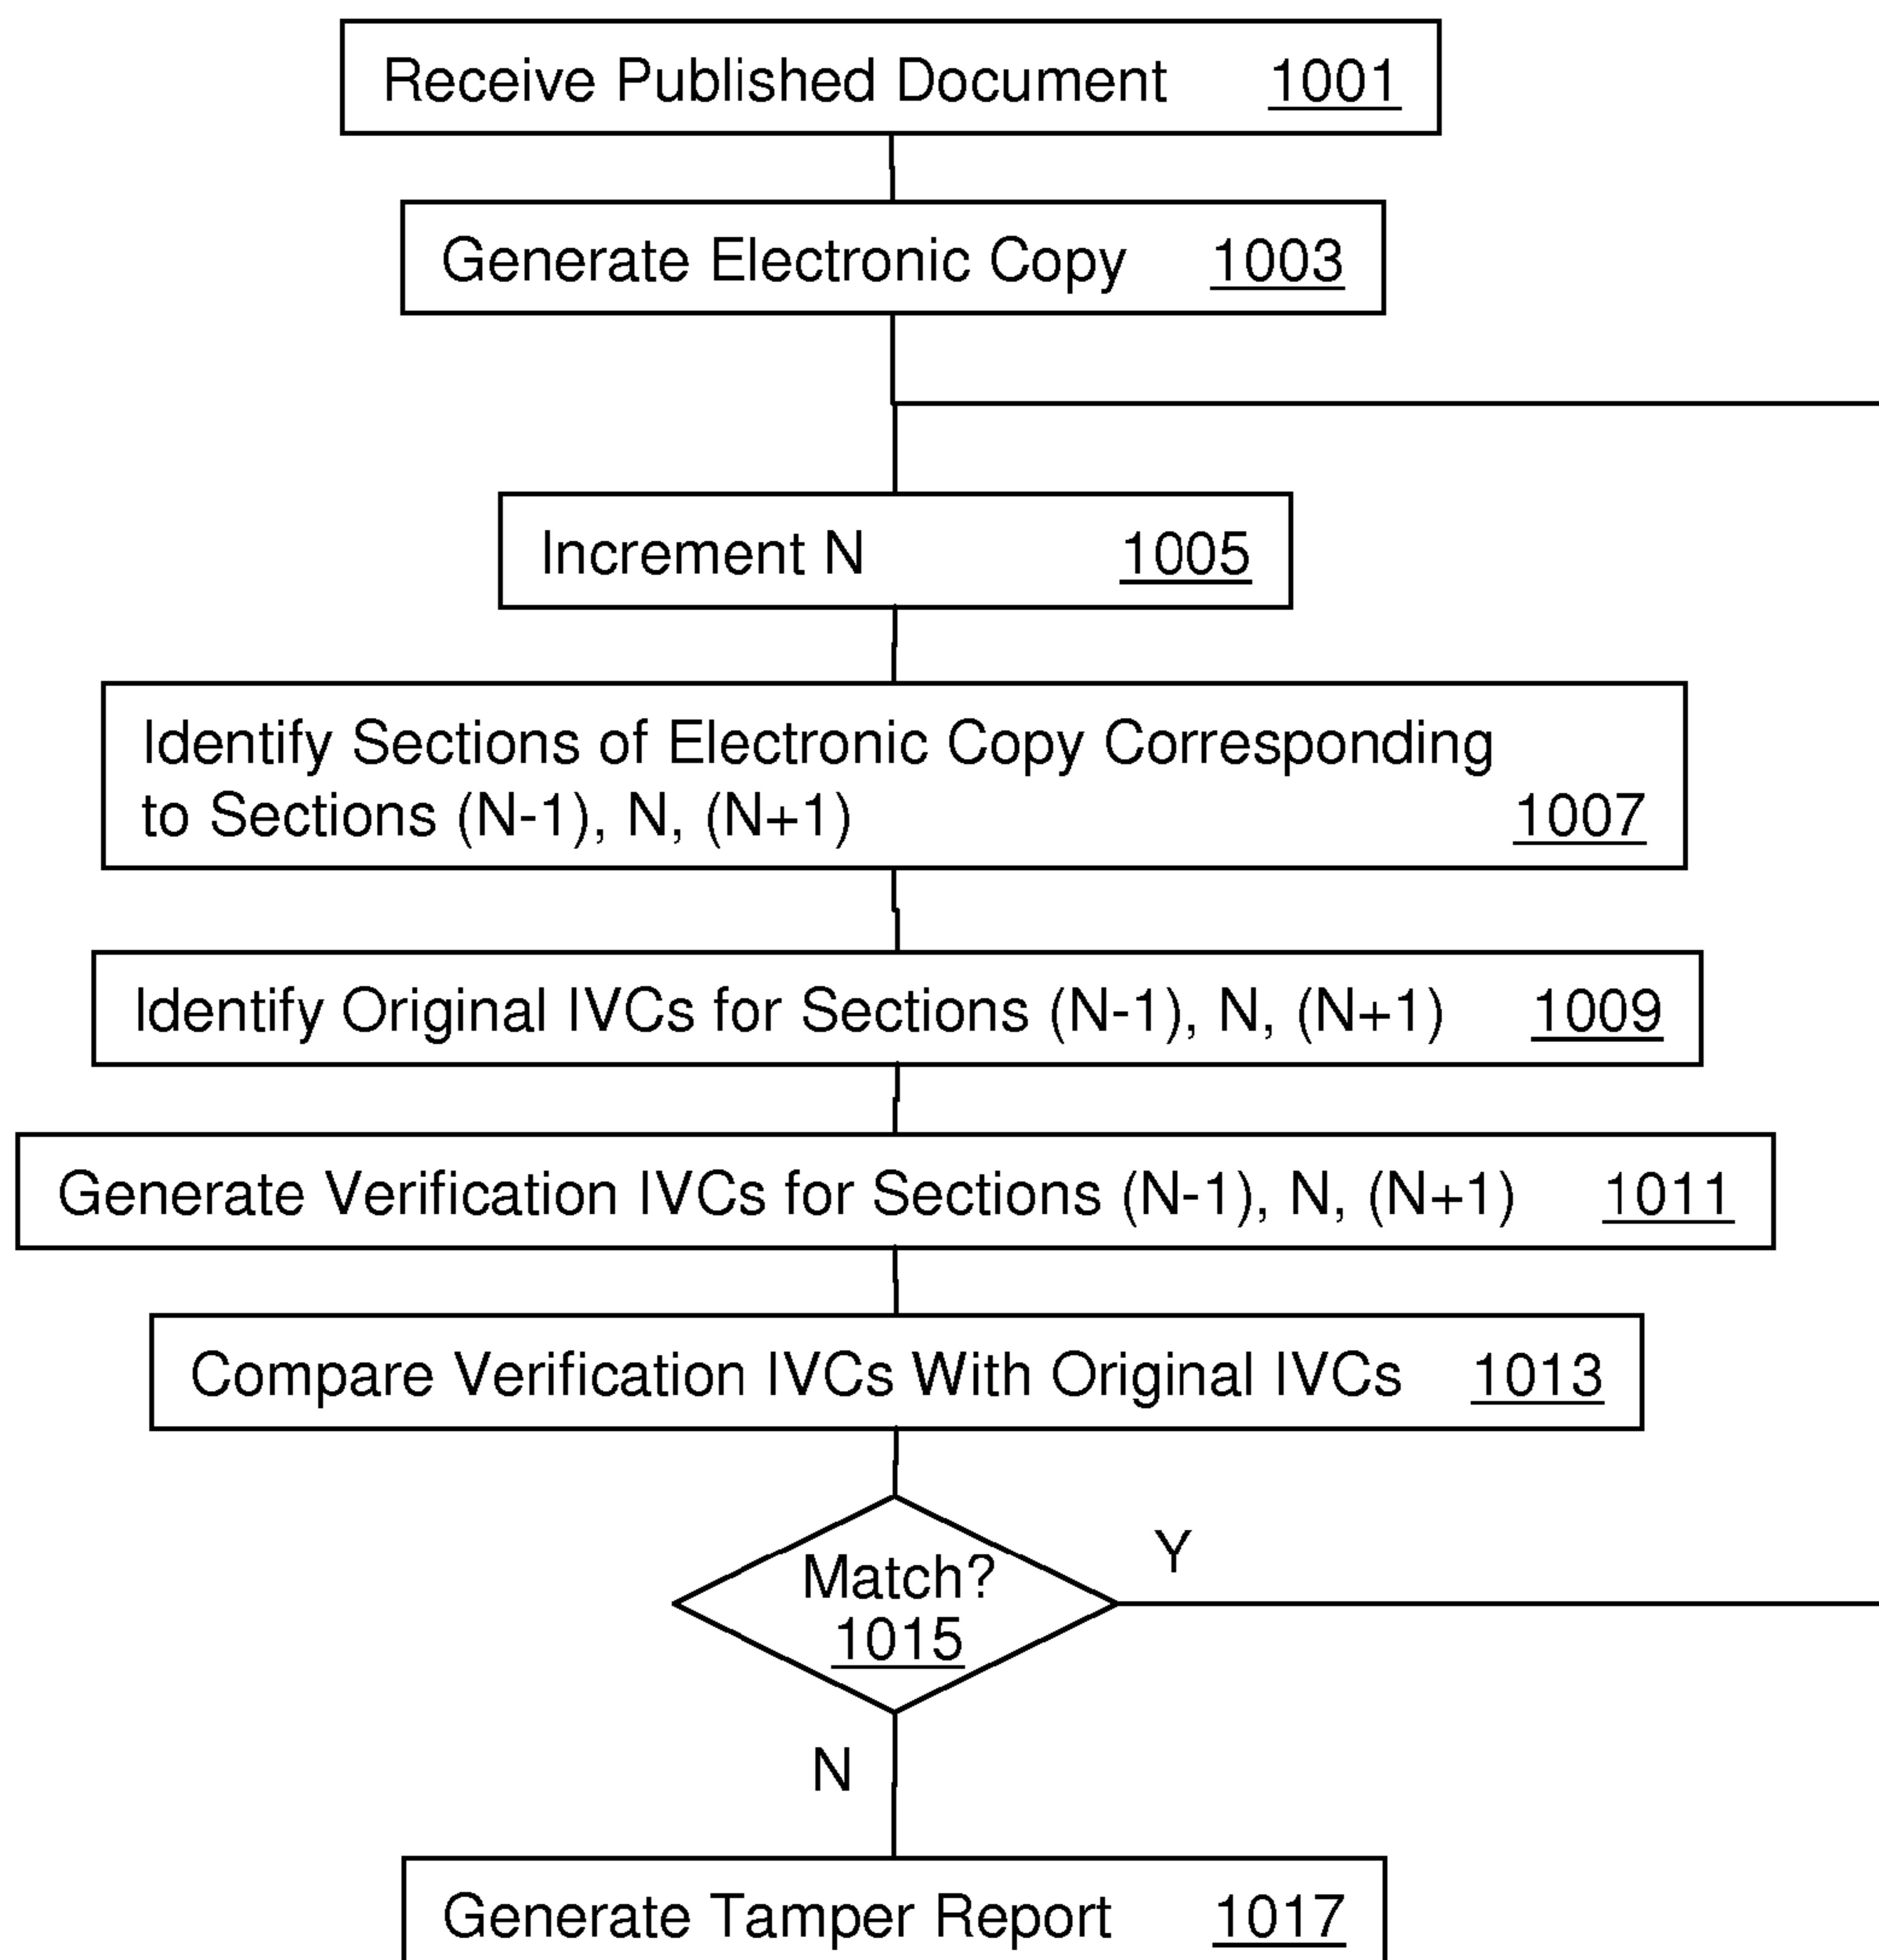 Receive Published Document 1001
Generate Electronic Copy 1003
Increment N 1005
Identify Sections of Electronic Copy Corresponding
to Sections (N-1), N, (N+1) 1007
Identify Original IVCs for Sections (N-1), N, (N+1) 1009
Generate Verification IVCs for Sections (N-1), N, (N+1) 1011
Compare Verification IVCs With Original IVCs 1013
Y
Match?
1015
N
Generate Tamper Report 1017